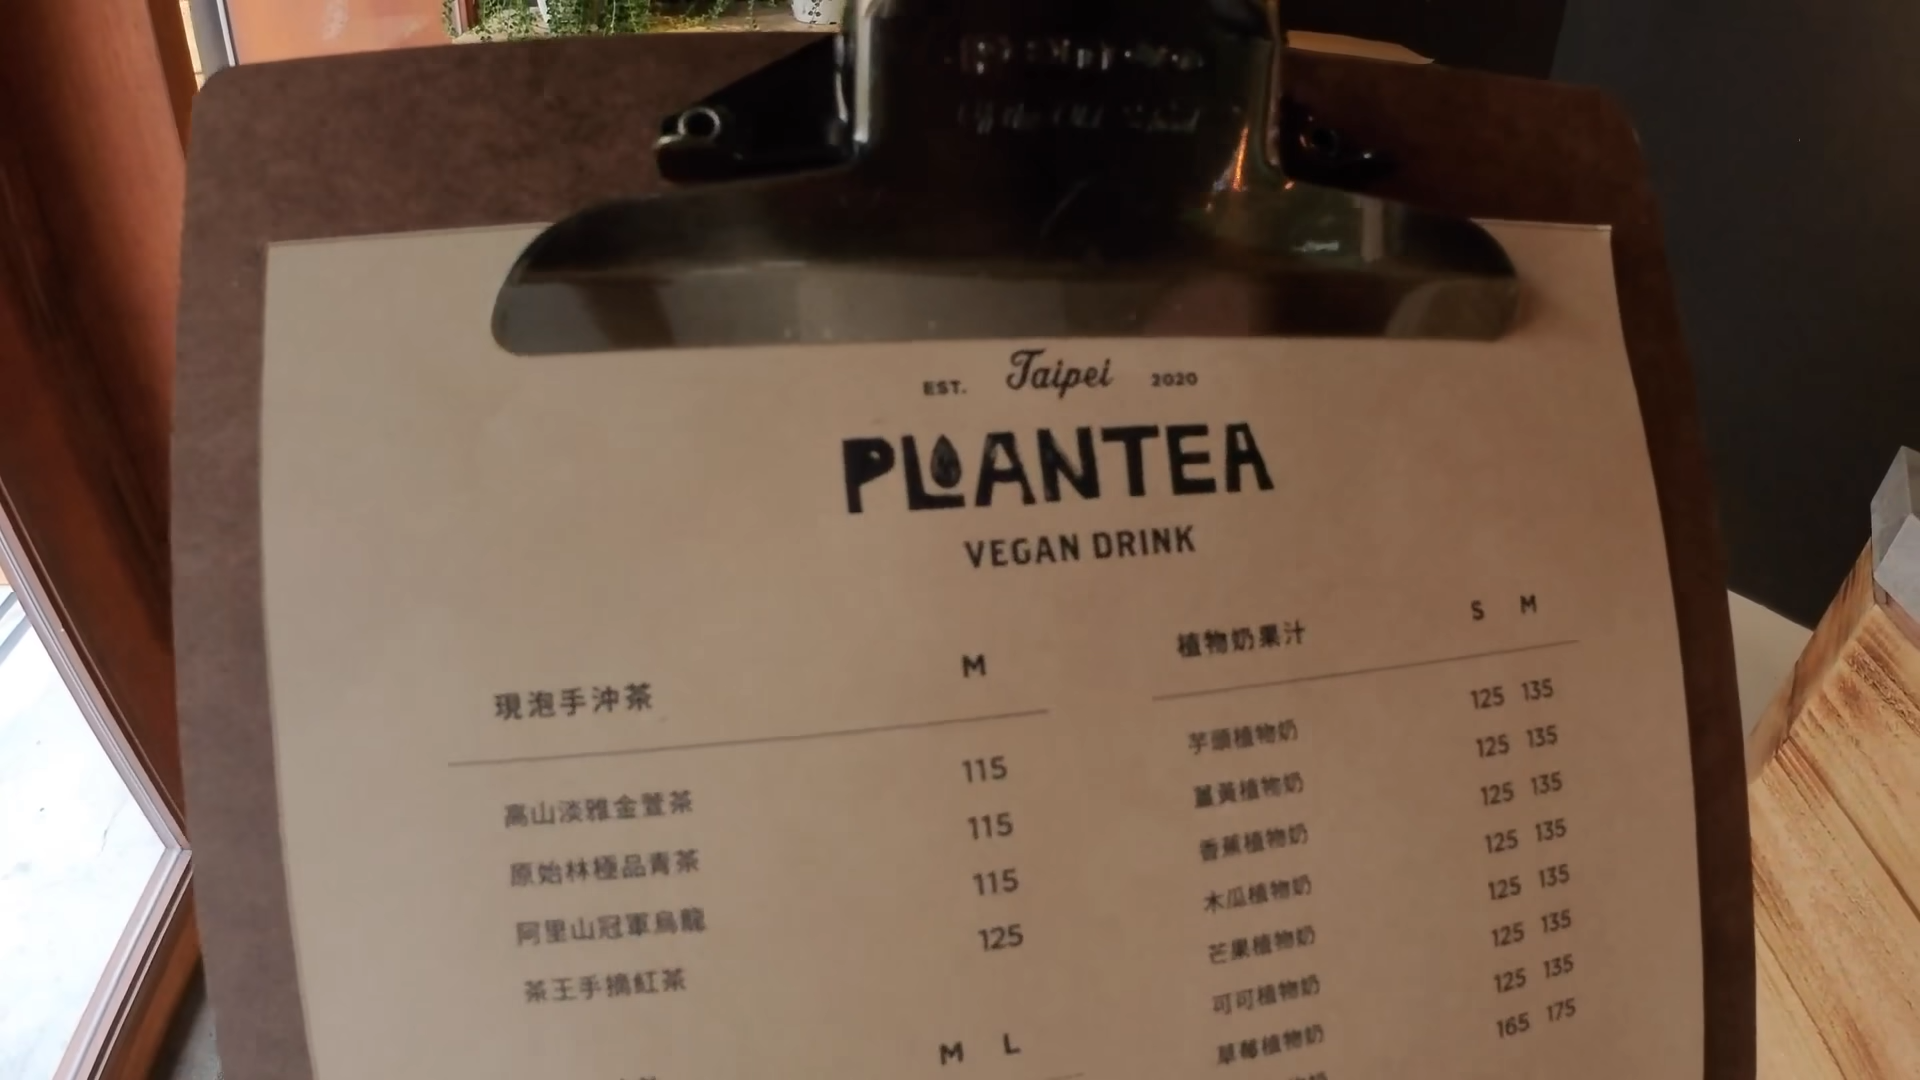 EST. Taipei 2020
PLANTEA
VEGAN DRINK
現泡手沖茶 M
高山淡雅金萱茶 115
原始林極品青茶 115
阿里山冠軍烏龍 115
茶王手摘紅茶 125
M L
植物奶果汁 S M
芋頭植物奶 125 135
薑黃植物奶 125 135
香蕉植物奶 125 135
木瓜植物奶 125 135
芒果植物奶 125 135
可可植物奶 125 135
草莓植物奶 125 135
165 175